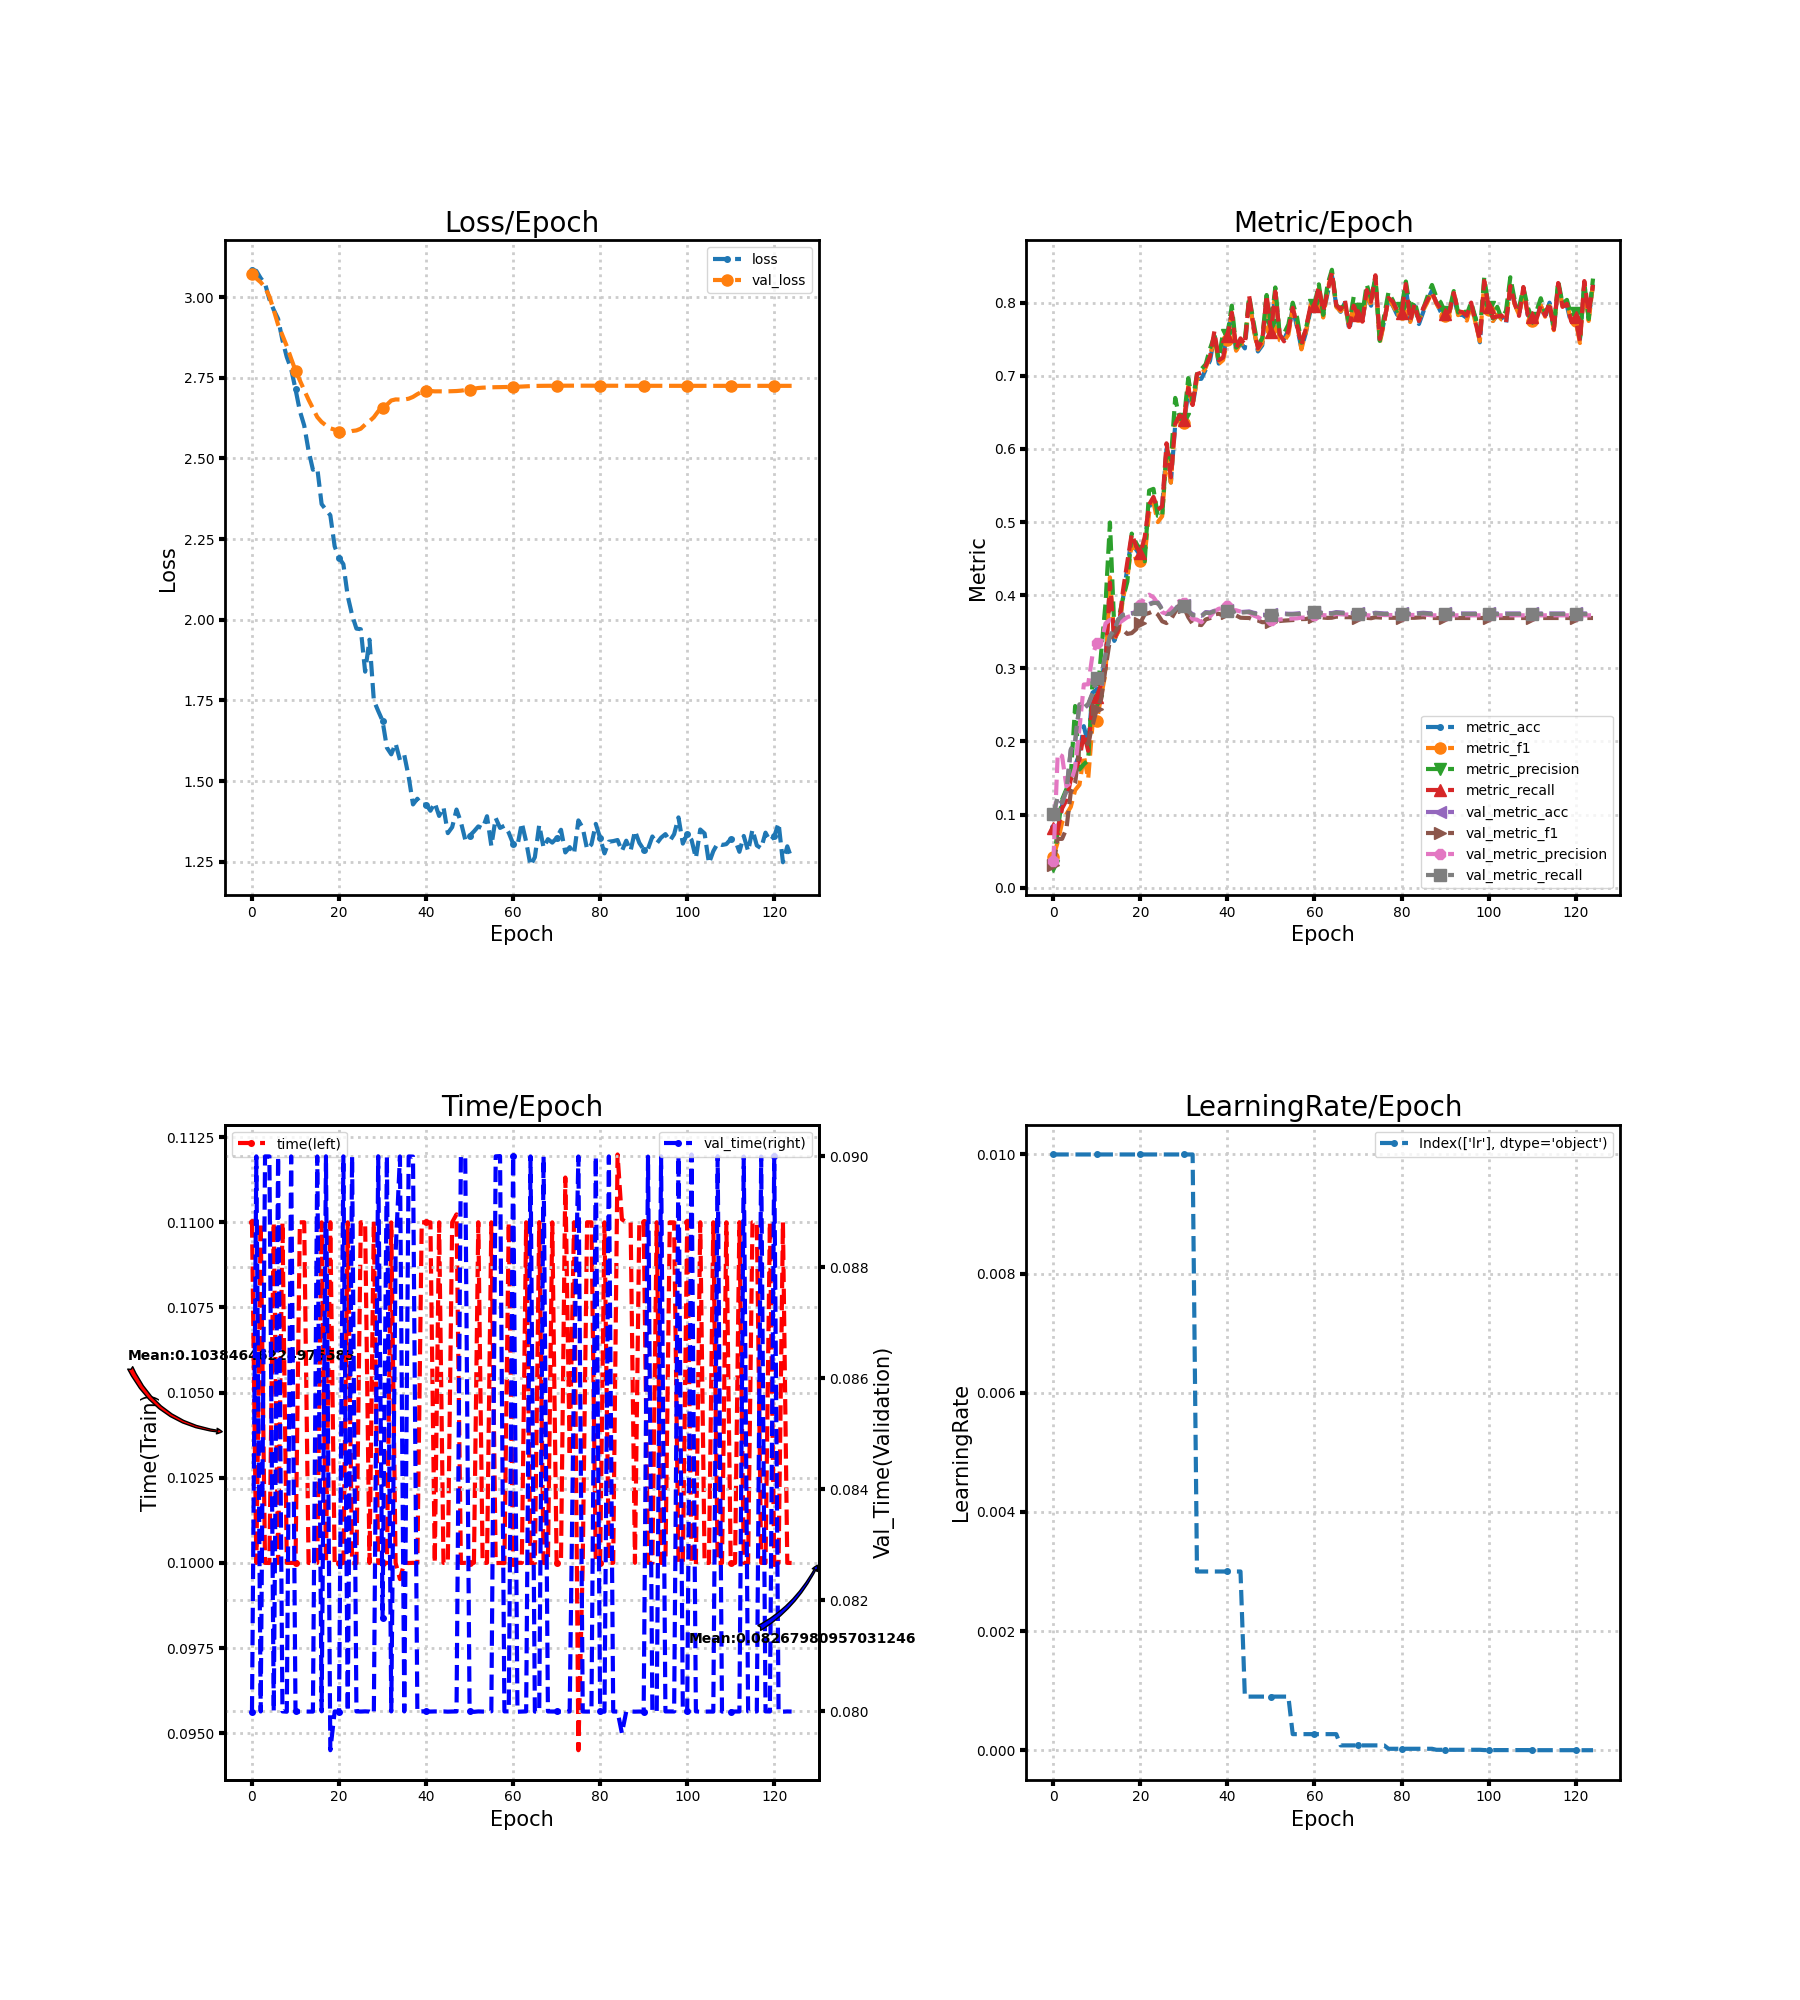 Loss/Epoch
loss
val_loss
3.00
2.75
2.50
2.25
2.00
1.75
1.50
1.25
Loss
0
20
40
60
80
100
120
Epoch
Metric/Epoch
0.8
0.7
0.6
0.5
0.4
0.3
0.2
0.1
0.0
Metric
metric_acc
metric_f1
metric_precision
metric_recall
val_metric_acc
val_metric_f1
val_metric_precision
val_metric_recall
0
20
40
60
80
100
120
Epoch
Time/Epoch
time(left)
val_time(right)
0.1125
0.1100
0.1075
0.1050
0.1025
0.1000
0.0975
0.0950
Time(Train)
0.090
0.088
0.086
0.084
0.082
0.080
Val_Time(Validation)
Mean:0.08267980957031246
0
20
40
60
80
100
120
Epoch
LearningRate/Epoch
Index(['lr'], dtype='object')
0.010
0.008
0.006
0.004
0.002
0.000
LearningRate
0
20
40
60
80
100
120
Epoch